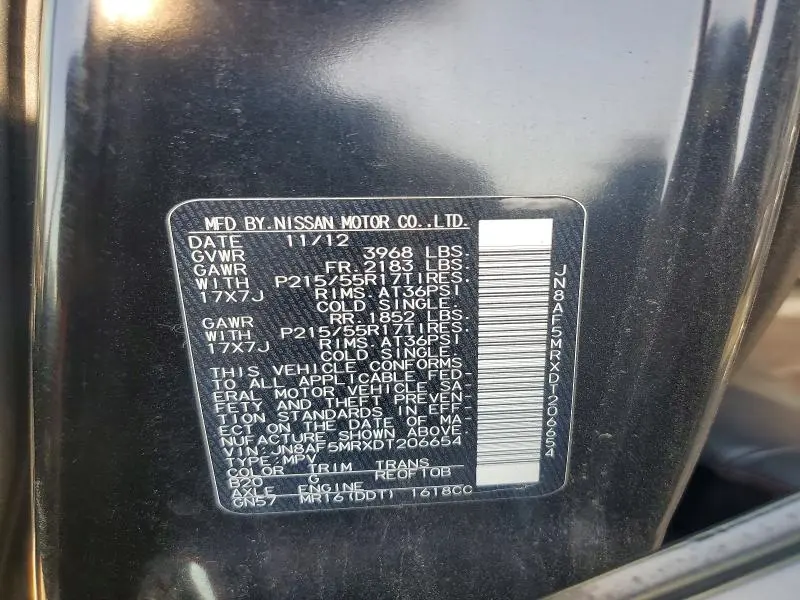 MFD BY.NISSAN MOTOR CO.,LTD.
DATE 11/12
GVWR 3968 LBS.
GAWR FR.2183 LBS.
WITH P215/55R17TIRES.
17X7J RIMS.AT36PSI
COLD SINGLE.
GAWR RR 1852 LBS.
WITH P215/55R17TIRES.
17X7J RIMS.AT36PSI
COLD SINGLE.
THIS VEHICLE CONFORMS
TO ALL APPLICABLE FED-
ERAL MOTOR VEHICLE SA-
FETY AND THEFT PREVEN-
TION STANDARDS IN EFF-
ECT ON THE DATE OF MA-
NUFACTURE SHOWN ABOVE.
VIN: JN8AF5MRXDT206654
TYPE:MPV
COLOR TRIM TRANS
B20 G RE0F10B
AXLE ENGINE
GN57 MR16(DDT) 1618CC
JN8AF5MRXDT206654